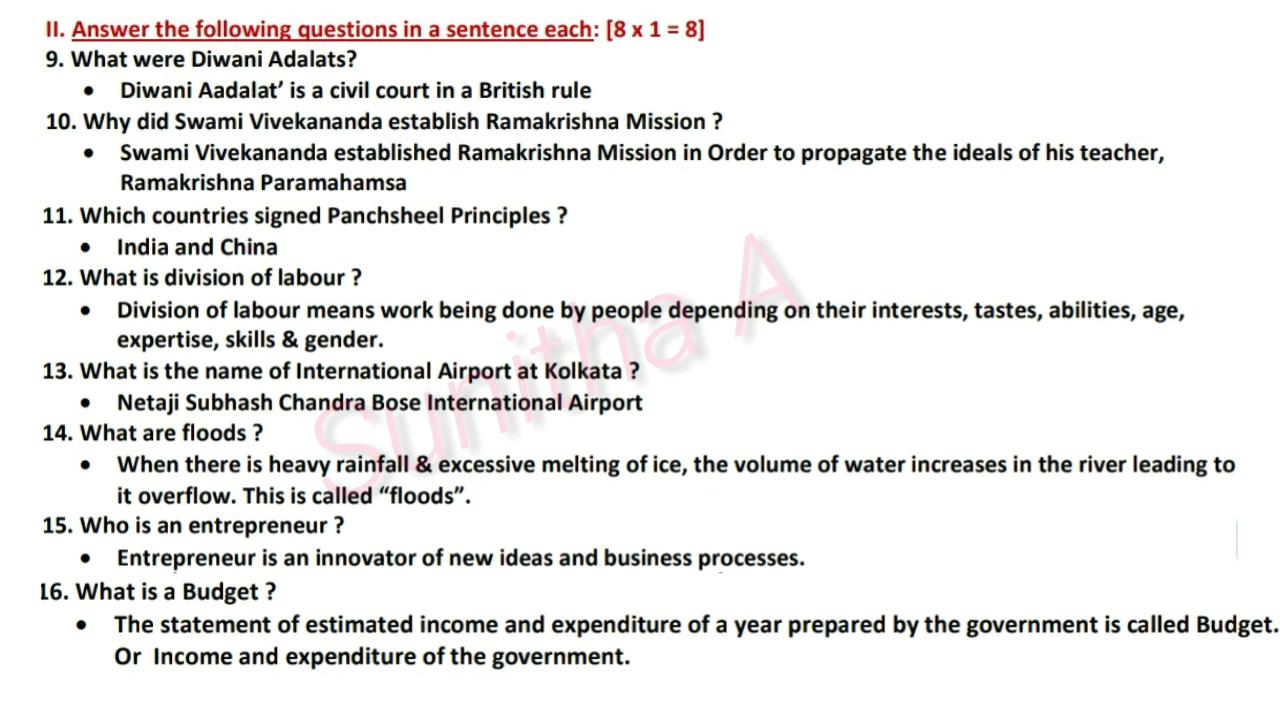 II. Answer the following questions in a sentence each: [8 x 1 = 8]
9. What were Diwani Adalats?
• Diwani Aadalat’ is a civil court in a British rule
10. Why did Swami Vivekananda establish Ramakrishna Mission ?
• Swami Vivekananda established Ramakrishna Mission in Order to propagate the ideals of his teacher,
Ramakrishna Paramahamsa
11. Which countries signed Panchsheel Principles ?
• India and China
12. What is division of labour ?
• Division of labour means work being done by people depending on their interests, tastes, abilities, age,
expertise, skills & gender.
13. What is the name of International Airport at Kolkata ?
• Netaji Subhash Chandra Bose International Airport
14. What are floods ?
• When there is heavy rainfall & excessive melting of ice, the volume of water increases in the river leading to
it overflow. This is called “floods”.
15. Who is an entrepreneur ?
• Entrepreneur is an innovator of new ideas and business processes.
16. What is a Budget ?
• The statement of estimated income and expenditure of a year prepared by the government is called Budget.
Or Income and expenditure of the government.
Sunitha A